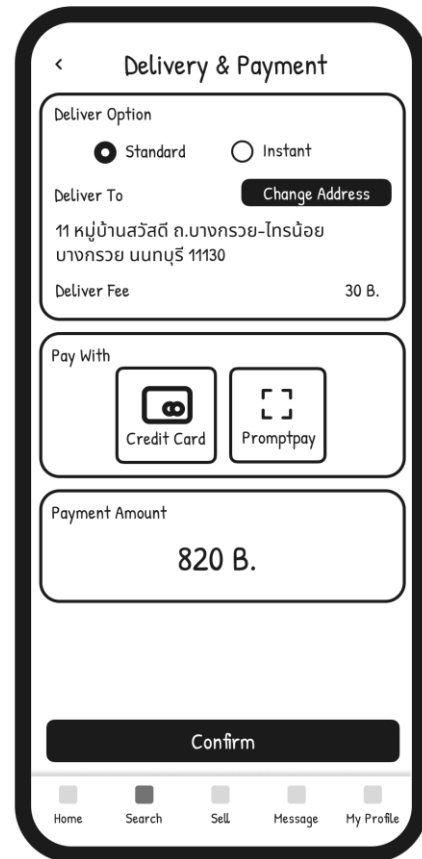 Delivery & Payment
Deliver Option
Standard Instant
Deliver To Change Address
11 หมู่บ้านสวัสดี ถ.บางกรวย-ไทรน้อย
บางกรวย นนทบุรี 11130
Deliver Fee 30 B.
Pay With
Credit Card Promptpay
Payment Amount
820 B.
Confirm
Home Search Sell Message My Profile